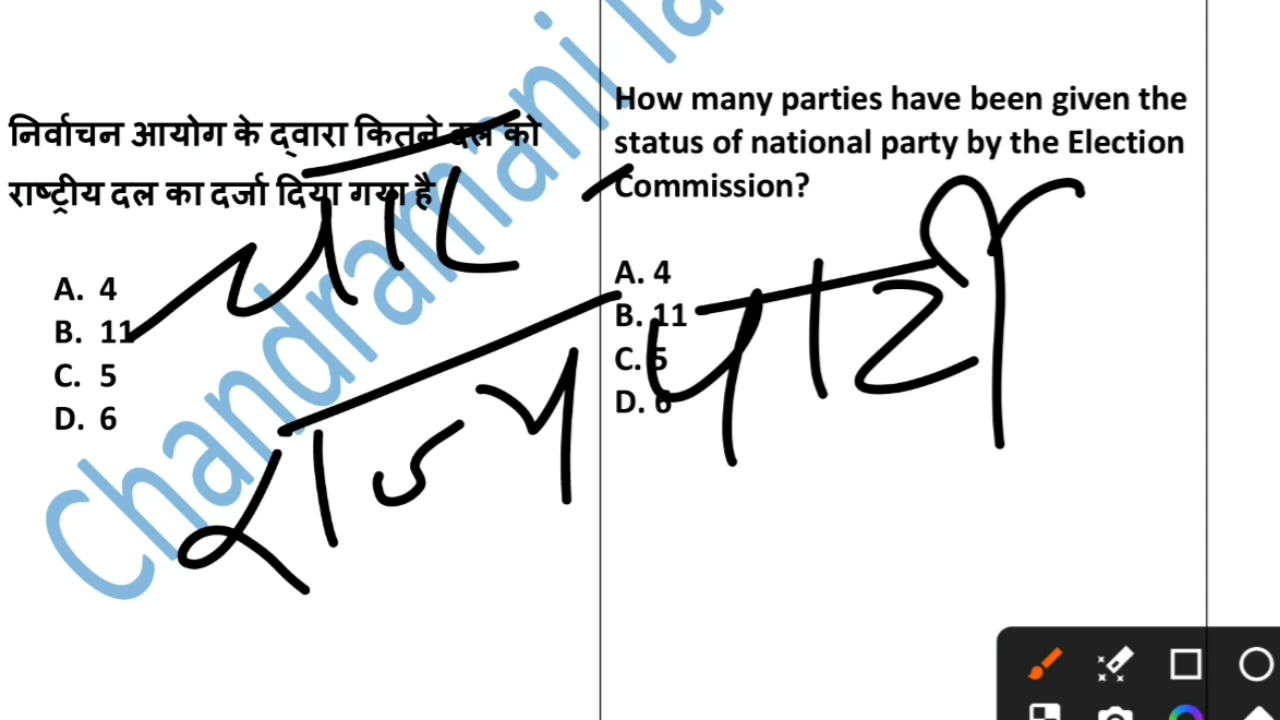 निर्वाचन आयोग के द्वारा कितने दल को
राष्ट्रीय दल का दर्जा दिया गया है
A. 4
B. 11
C. 5
D. 6
How many parties have been given the
status of national party by the Election
Commission?
A. 4
B. 11
C. 5
D. 6
चार
राज्य पार्टी
Chandramani